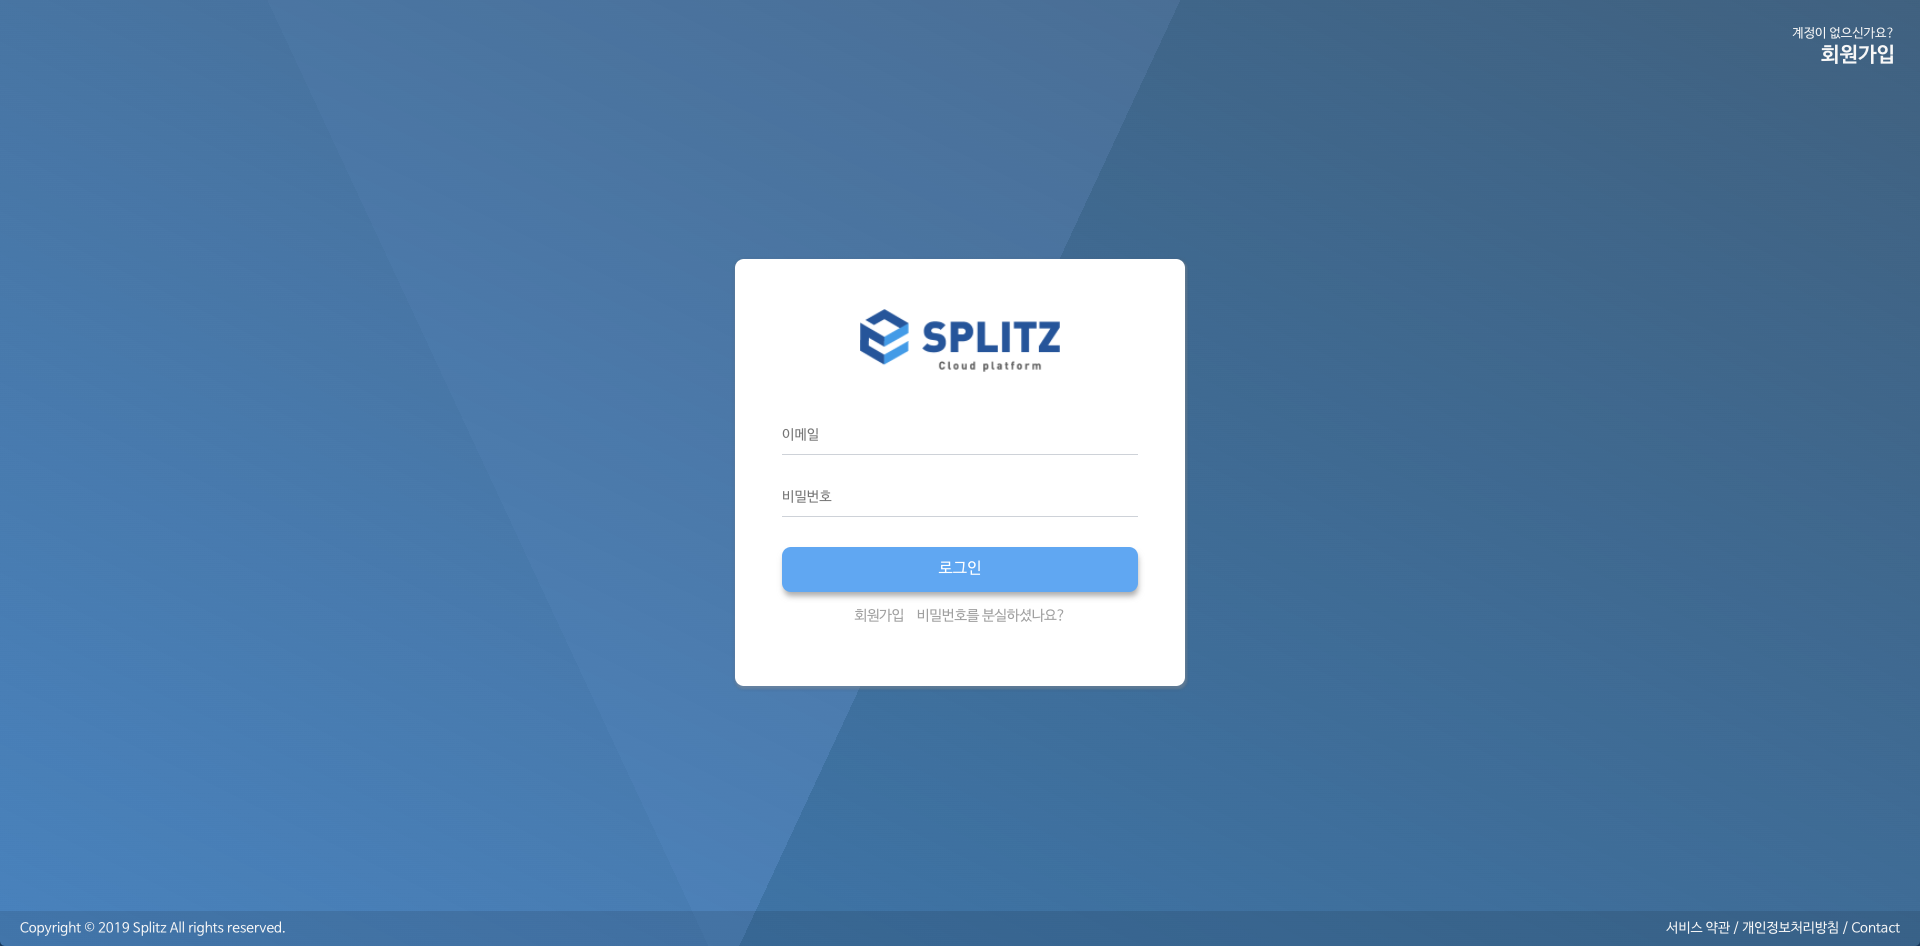 계정이 없으신가요?
회원가입
SPLITZ
Cloud platform
이메일
비밀번호
로그인
회원가입 비밀번호를 분실하셨나요?
Copyright © 2019 Splitz All rights reserved.
서비스 약관 / 개인정보처리방침 / Contact